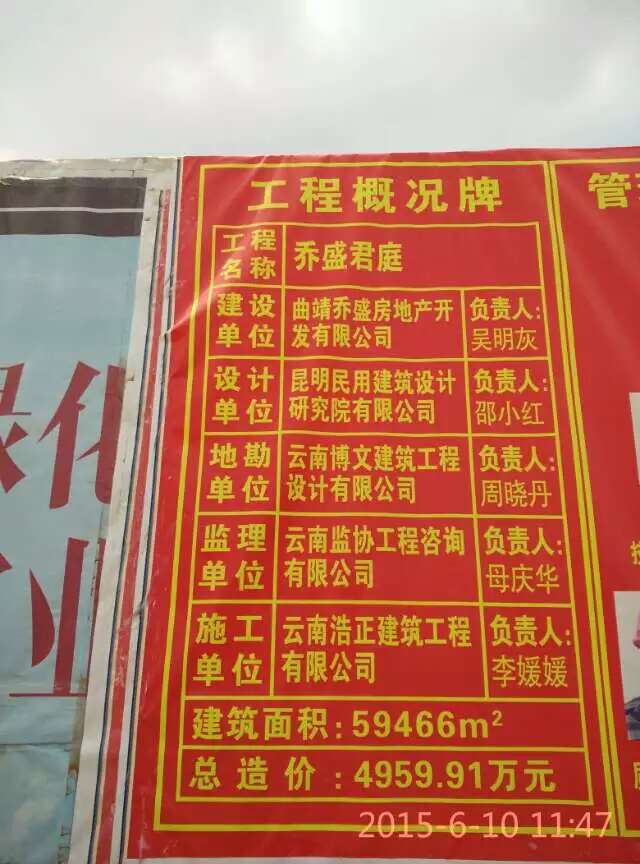 工程概况牌
工程名称 乔盛君庭
建设单位 曲靖乔盛房地产开发有限公司 负责人:吴明灰
设计单位 昆明民用建筑设计研究院有限公司 负责人:邵小红
地勘单位 云南博文建筑工程设计有限公司 负责人:周晓丹
监理单位 云南监协工程咨询有限公司 负责人:母庆华
施工单位 云南浩正建筑工程有限公司 负责人:李媛媛
建筑面积:59466m²
总造价:4959.91万元
管
化
业
2015-6-10 11:47